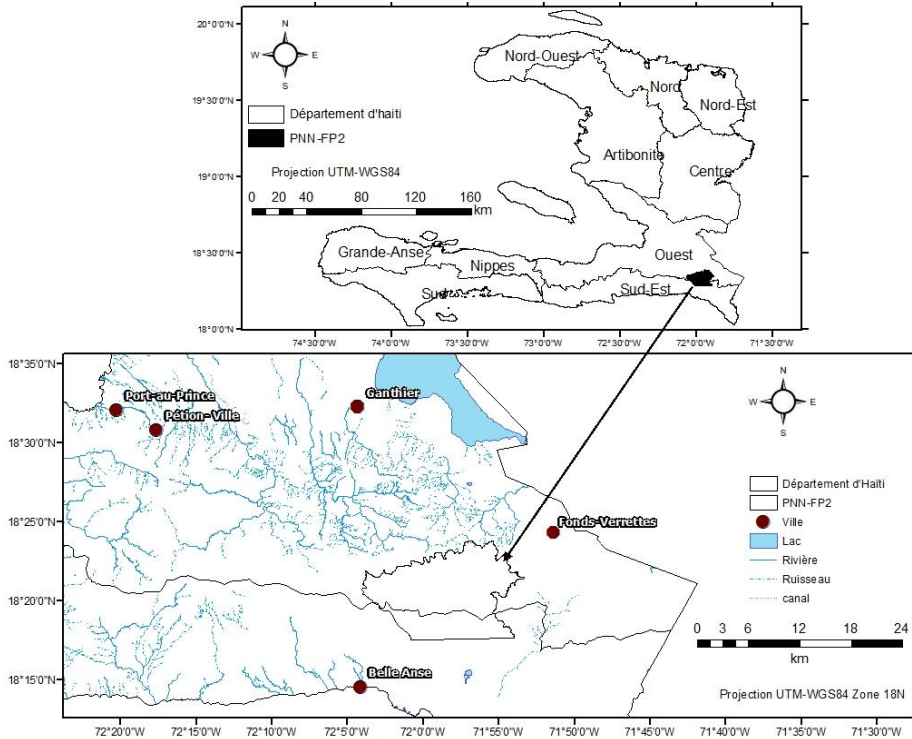 20°0'0"N
19°30'0"N
19°0'0"N
18°30'0"N
18°0'0"N
N
W E
S
Département d'haiti
PNN-FP2
Projection UTM-WGS84
0 20 40 80 120 160
km
Nord-Ouest
Nord
Nord-Est
Artibonite
Centre
Ouest
Grande-Anse
Nippes
Sud
Sud-Est
74°30'0"W 74°0'0"W 73°30'0"W 73°0'0"W 72°30'0"W 72°0'0"W 71°30'0"W
18°35'0"N
18°30'0"N
18°25'0"N
18°20'0"N
18°15'0"N
Port-au-Prince
Pétion-Ville
Ganthier
Fonds-Verrettes
Belle Anse
N
W E
S
Département d'Haïti
PNN-FP2
Ville
Lac
Rivière
Ruisseau
canal
0 3 6 12 18 24
km
Projection UTM-WGS84 Zone 18N
72°20'0"W 72°15'0"W 72°10'0"W 72°5'0"W 72°0'0"W 71°55'0"W 71°50'0"W 71°45'0"W 71°40'0"W 71°35'0"W 71°30'0"W